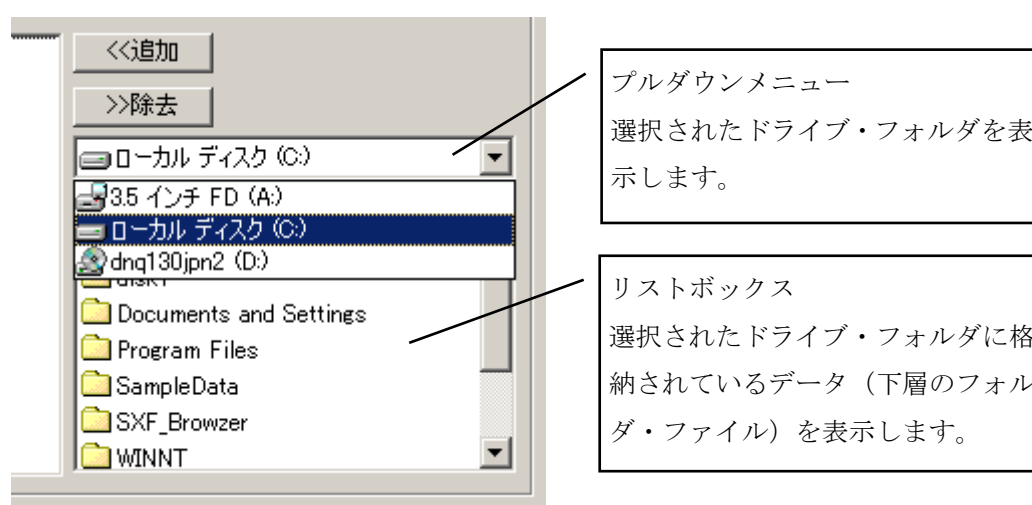 <<追加
>>除去
ローカル ディスク (C:)
3.5 インチ FD (A:)
ローカル ディスク (C:)
dnq130jpn2 (D:)
disk1
Documents and Settings
Program Files
SampleData
SXF_Browzer
WINNT
プルダウンメニュー
選択されたドライブ・フォルダを表
示します。
リストボックス
選択されたドライブ・フォルダに格
納されているデータ（下層のフォル
ダ・ファイル）を表示します。